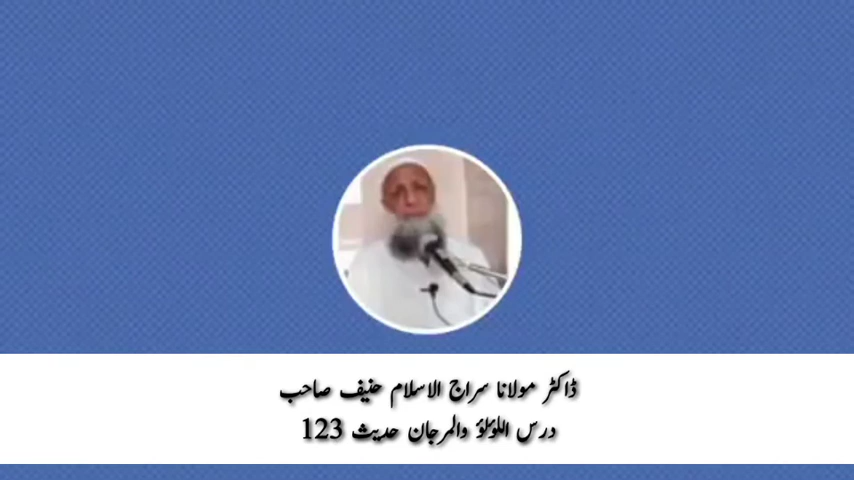 ڈاکٹر مولانا سراج الاسلام حنیف صاحب
درس اللؤلؤ والمرجان حدیث 123